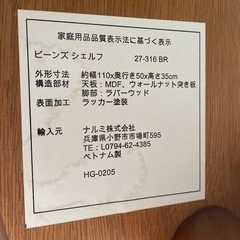 家庭用品品質表示法に基づく表示
ビーンズ シェルフ 27-316 BR
外形寸法 約幅110x奥行き50x高さ35cm
構造部材 天板：MDF、ウォールナット突き板
脚部：ラバーウッド
表面加工 ラッカー塗装
輸入元 ナルミ株式会社
兵庫県小野市市場町595
TEL：L0794-62-4385
ベトナム製
HG-0205